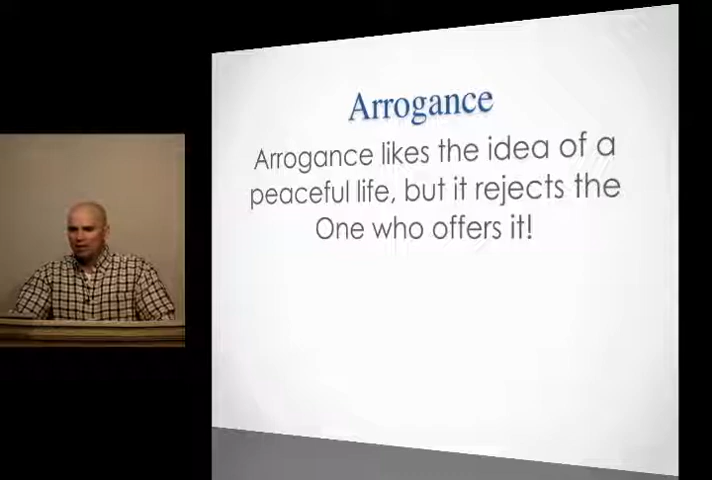 Arrogance
Arrogance likes the idea of a
peaceful life, but it rejects the
One who offers it!